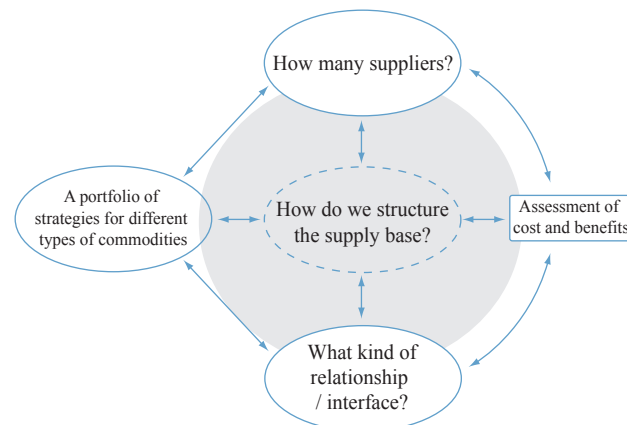 How many suppliers?
A portfolio of
strategies for different
types of commodities
How do we structure
the supply base?
Assessment of
cost and benefits
What kind of
relationship
/ interface?